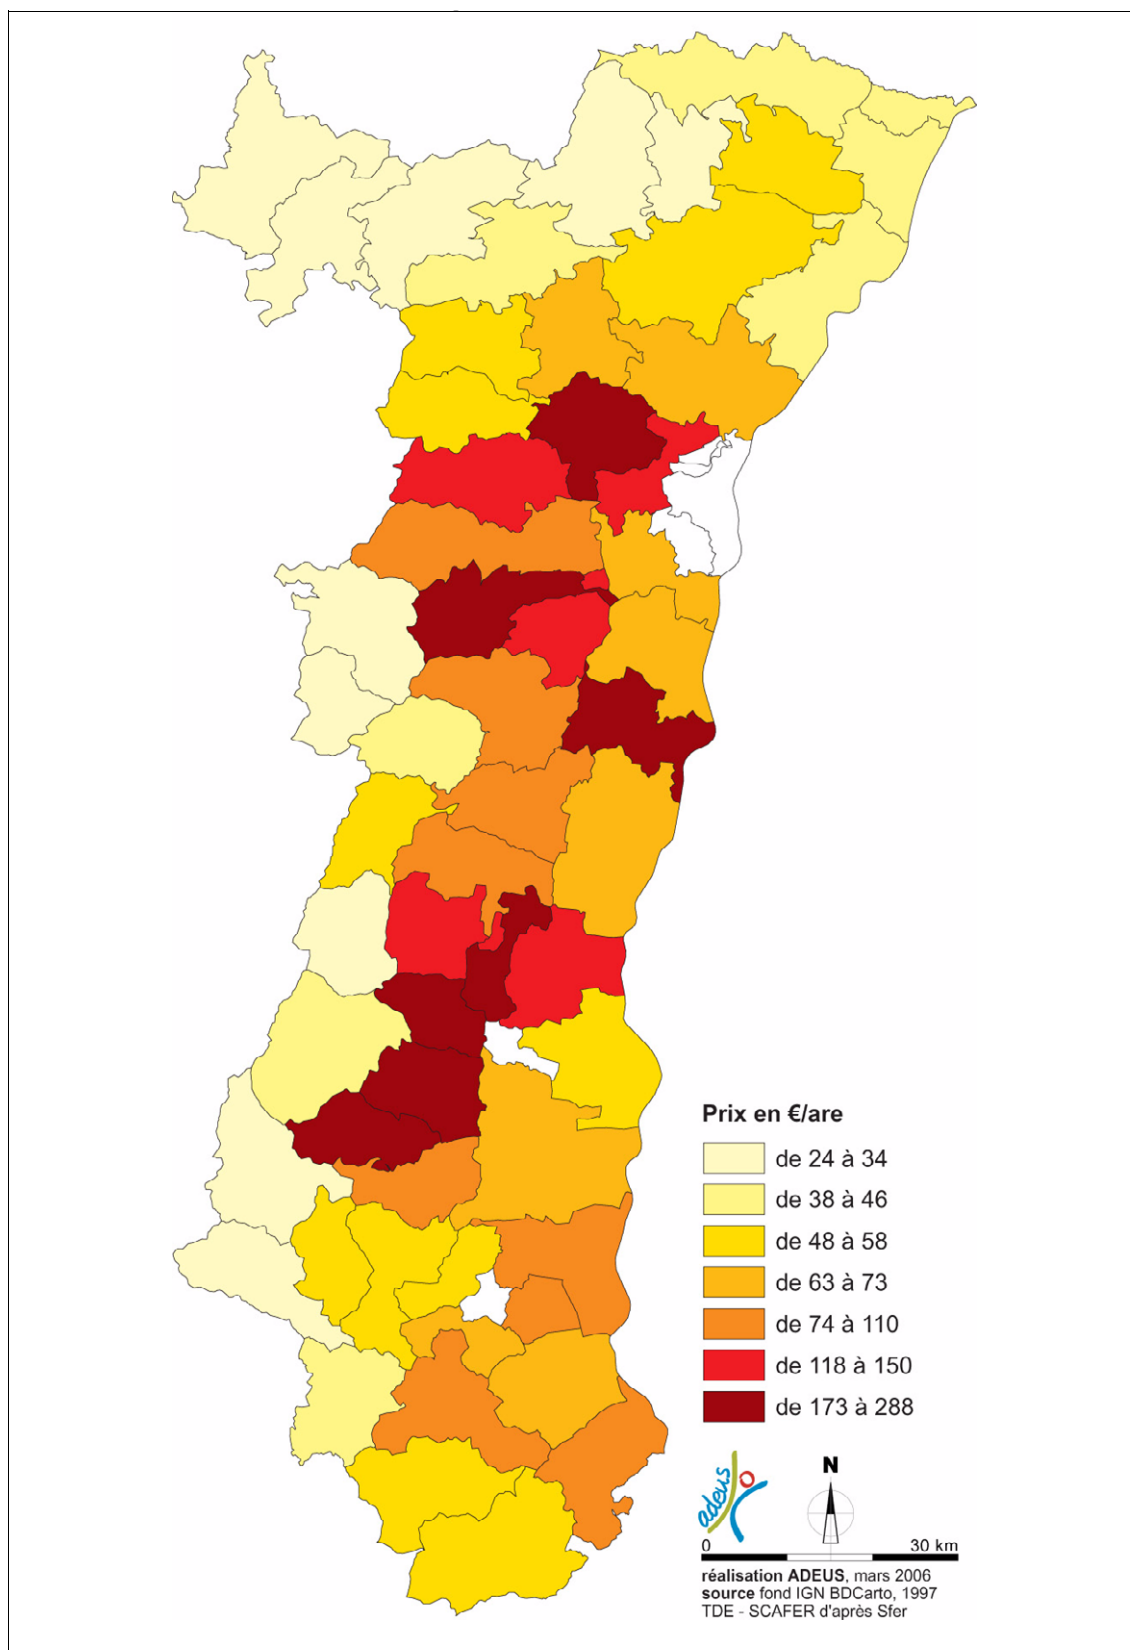 Prix en €/are
de 24 à 34
de 38 à 46
de 48 à 58
de 63 à 73
de 74 à 110
de 118 à 150
de 173 à 288
adeus
N
0 30 km
réalisation ADEUS, mars 2006
source fond IGN BDCarto, 1997
TDE - SCAFER d'après Sfer